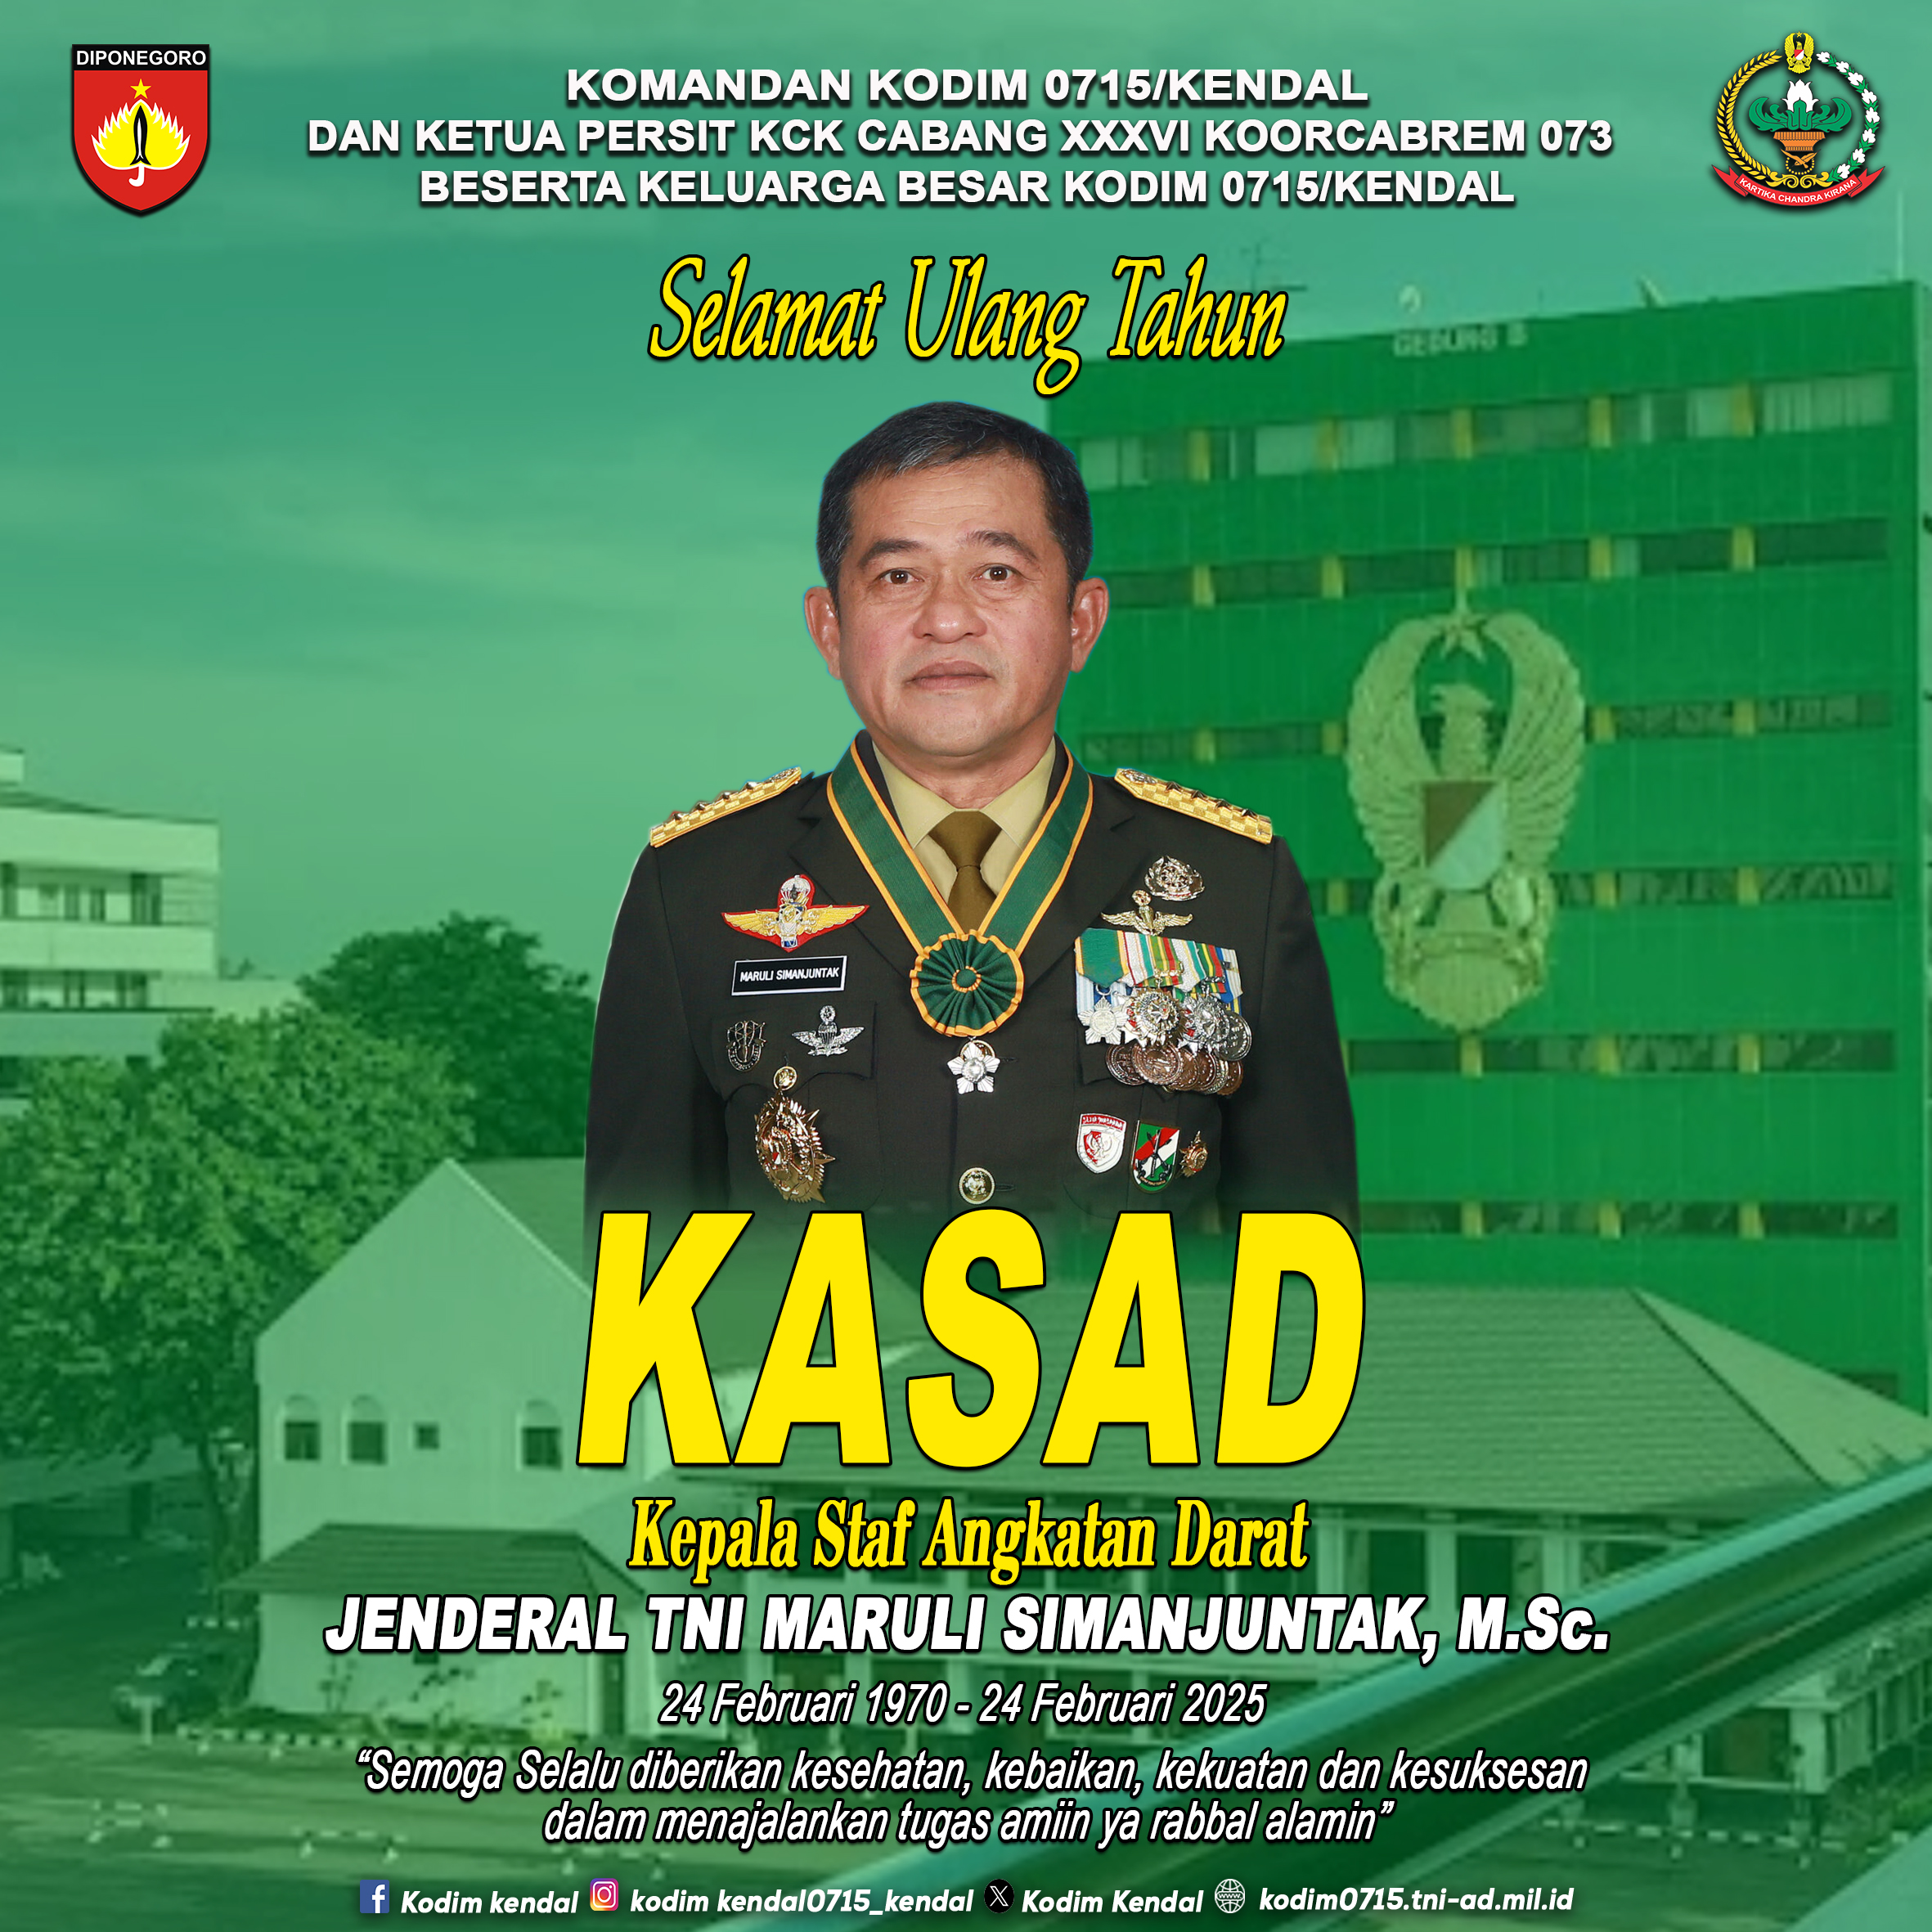 DIPONEGORO
KOMANDAN KODIM 0715/KENDAL
DAN KETUA PERSIT KCK CABANG XXXVI KOORCABREM 073
BESERTA KELUARGA BESAR KODIM 0715/KENDAL
KARTIKA CHANDRA KIRANA
Selamat Ulang Tahun
GEDUNG B
MARULI SIMANJUNTAK
KASAD
Kepala Staf Angkatan Darat
JENDERAL TNI MARULI SIMANJUNTAK, M.Sc.
24 Februari 1970 - 24 Februari 2025
“Semoga Selalu diberikan kesehatan, kebaikan, kekuatan dan kesuksesan
dalam menajalankan tugas amiin ya rabbal alamin”
Kodim kendal kodim kendal0715_kendal Kodim Kendal kodim0715.tni-ad.mil.id